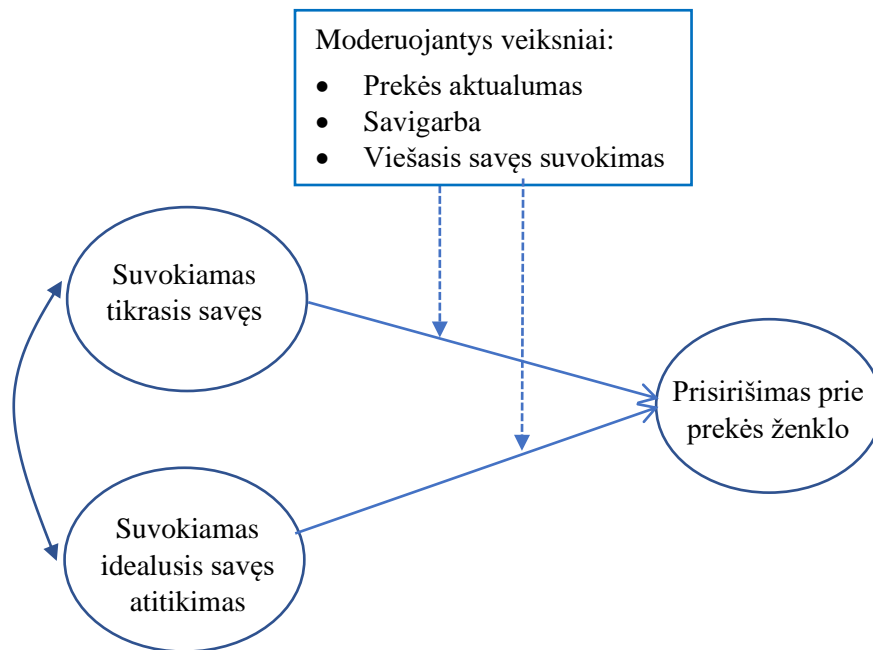 Moderuojantys veiksniai:
• Prekės aktualumas
• Savigarba
• Viešasis savęs suvokimas
Suvokiamas
tikrasis savęs
Prisirišimas prie
prekės ženklo
Suvokiamas
idealusis savęs
atitikimas